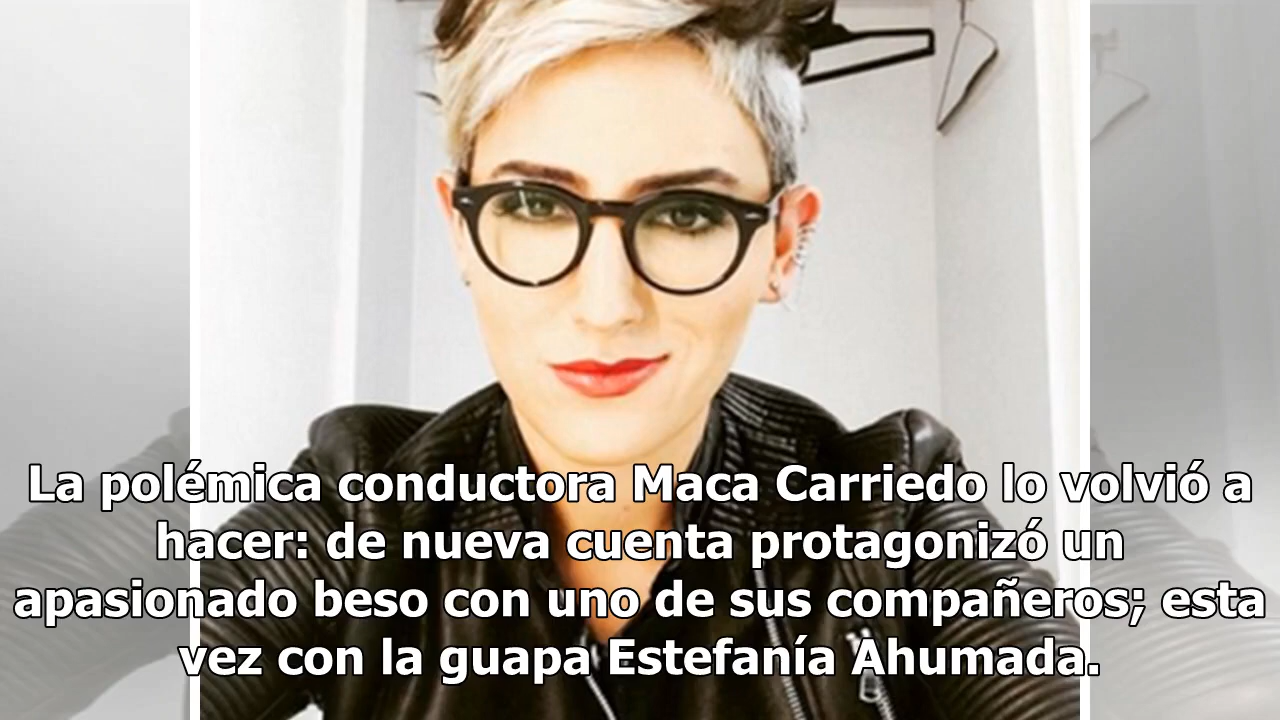 La polémica conductora Maca Carriedo lo volvió a
hacer: de nueva cuenta protagonizó un
apasionado beso con uno de sus compañeros; esta
vez con la guapa Estefanía Ahumada.